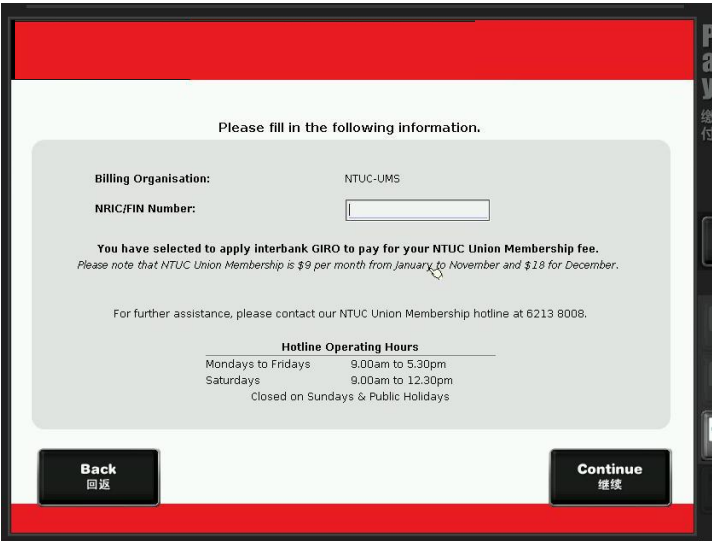 Please fill in the following information.
Billing Organisation: NTUC-UMS
NRIC/FIN Number:
You have selected to apply interbank GIRO to pay for your NTUC Union Membership fee.
Please note that NTUC Union Membership is $9 per month from January to November and $18 for December.
For further assistance, please contact our NTUC Union Membership hotline at 6213 8008.
Hotline Operating Hours
Mondays to Fridays 9.00am to 5.30pm
Saturdays 9.00am to 12.30pm
Closed on Sundays & Public Holidays
Back
回返
Continue
继续
Pay
缴付